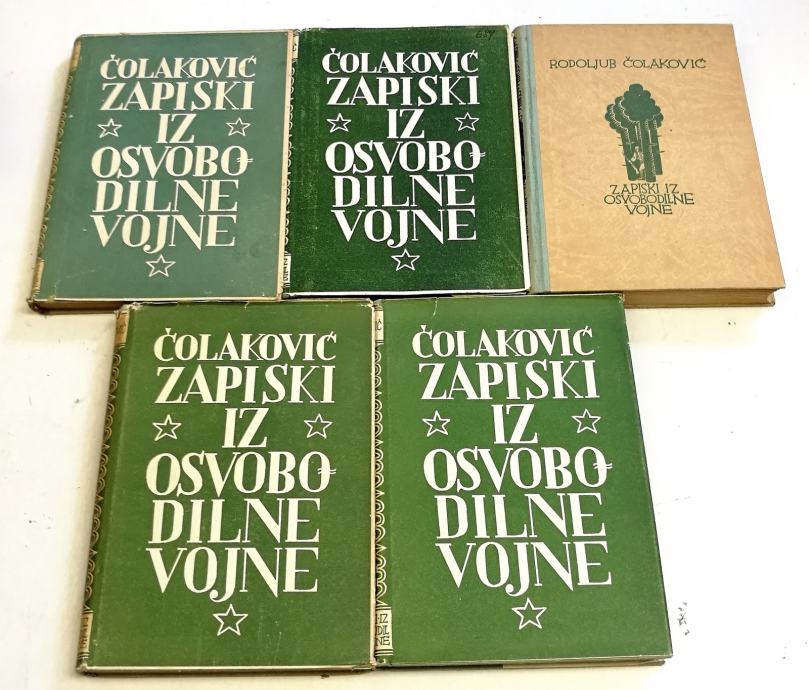 ČOLAKOVIĆ
ZAPISKI
IZ
OSVOBO=
DILNE
VOJNE
689
ČOLAKOVIĆ
ZAPISKI
IZ
OSVOBO=
DILNE
VOJNE
RODOLJUB ČOLAKOVIĆ
ZAPISKI IZ
OSVOBODILNE
VOJNE
ČOLAKOVIĆ
ZAPISKI
IZ
OSVOBO=
DILNE
VOJNE
ČOLAKOVIĆ
ZAPISKI
IZ
OSVOBO=
DILNE
VOJNE